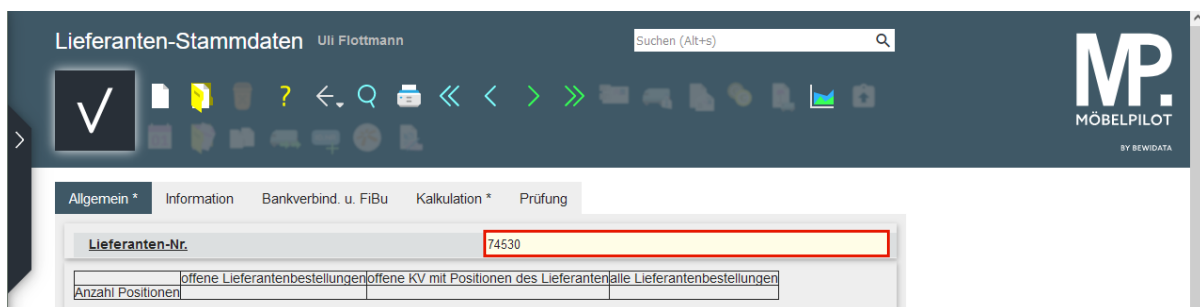 Lieferanten-Stammdaten Uli Flottmann
Suchen (Alt+s)
MP.
MÖBELPILOT
BY BEWIDATA
Allgemein * Information Bankverbind. u. FiBu Kalkulation * Prüfung
Lieferanten-Nr. 74530
offene Lieferantenbestellungen offene KV mit Positionen des Lieferanten alle Lieferantenbestellungen
Anzahl Positionen